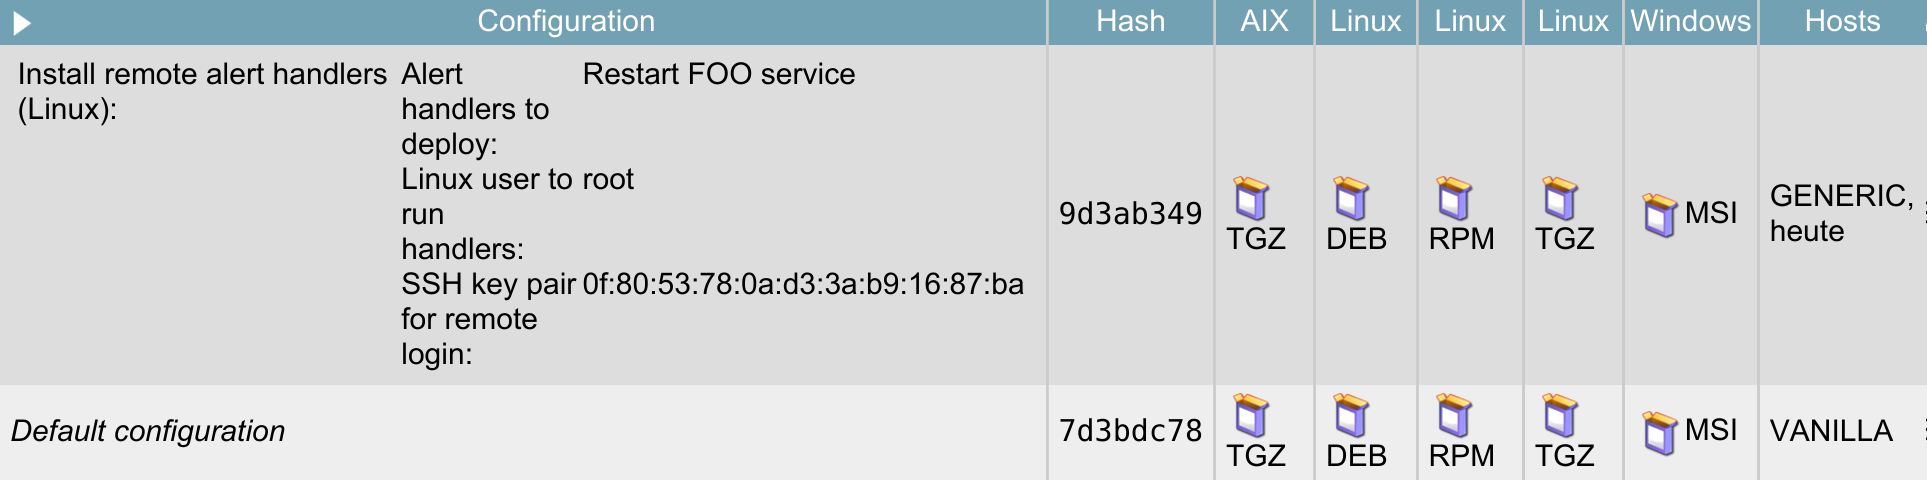 Configuration Hash AIX Linux Linux Linux Windows Hosts
Install remote alert handlers Alert Restart FOO service
(Linux): handlers to
deploy:
Linux user to root
run
handlers:
SSH key pair 0f:80:53:78:0a:d3:3a:b9:16:87:ba
for remote
login:
9d3ab349 TGZ DEB RPM TGZ MSI GENERIC,
heute
Default configuration 7d3bdc78 TGZ DEB RPM TGZ MSI VANILLA